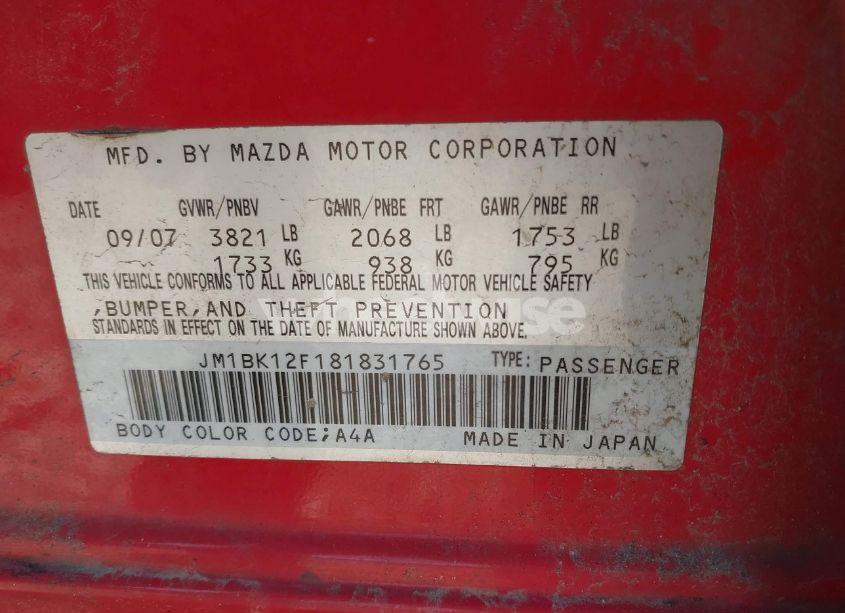 MFD. BY MAZDA MOTOR CORPORATION
DATE GVWR/PNBV GAWR/PNBE FRT GAWR/PNBE RR
09/07 3821 LB 2068 LB 1753 LB
1733 KG 938 KG 795 KG
THIS VEHICLE CONFORMS TO ALL APPLICABLE FEDERAL MOTOR VEHICLE SAFETY
,BUMPER,AND THEFT PREVENTION
STANDARDS IN EFFECT ON THE DATE OF MANUFACTURE SHOWN ABOVE.
JM1BK12F181831765 TYPE: PASSENGER
BODY COLOR CODE;A4A MADE IN JAPAN